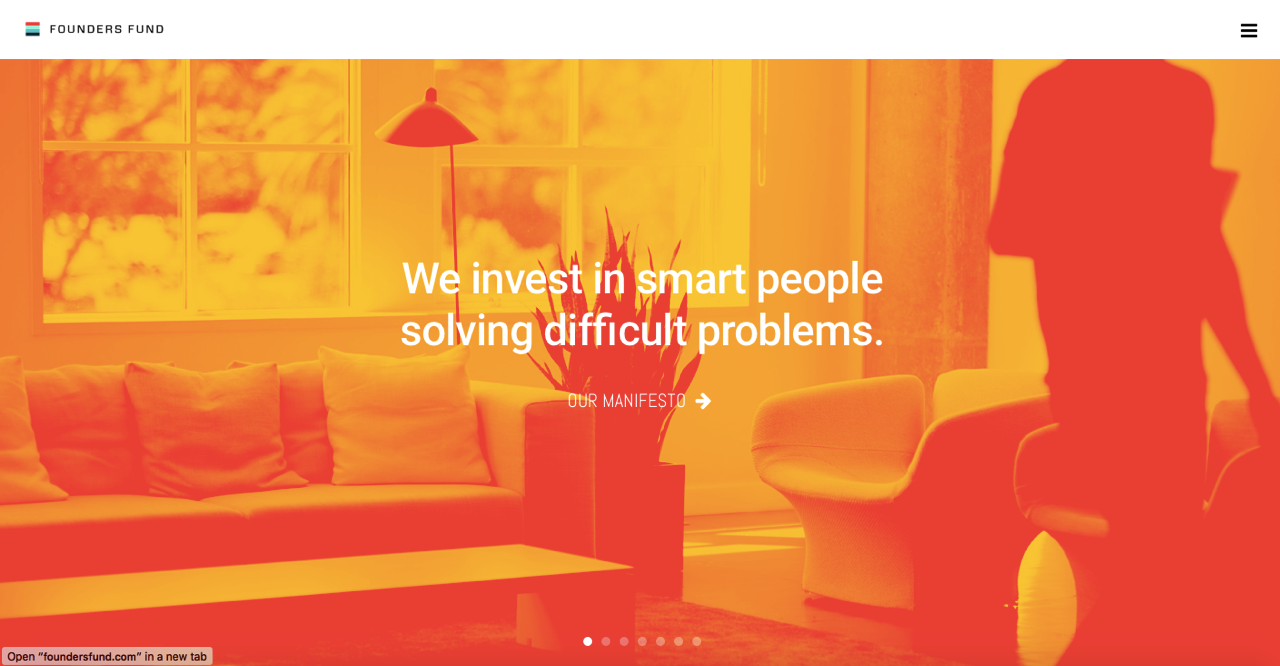 FOUNDERS FUND
We invest in smart people
solving difficult problems.
OUR MANIFESTO
Open “foundersfund.com” in a new tab